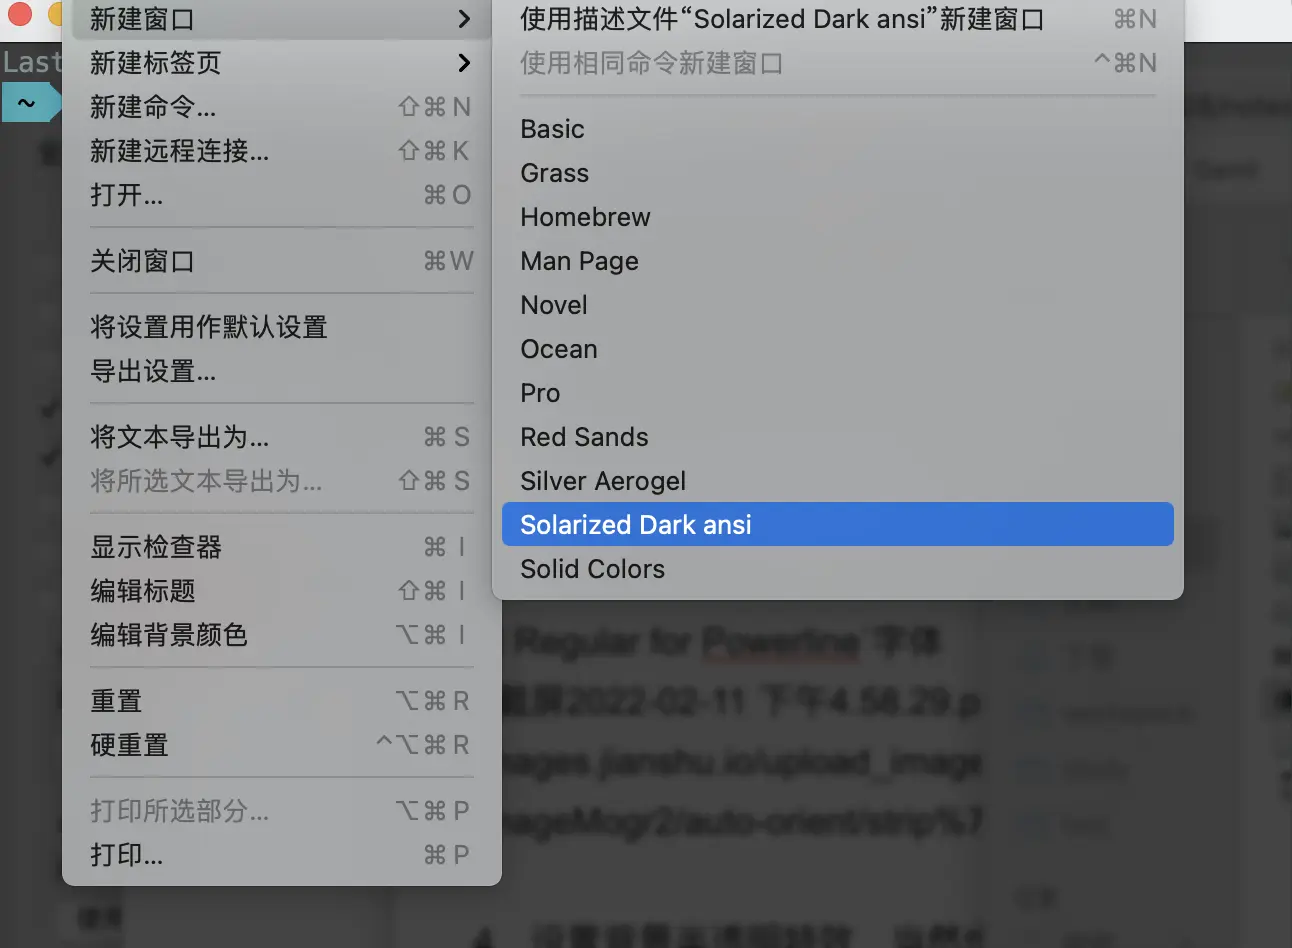 新建窗口
新建标签页
新建命令... ⇧⌘N
新建远程连接... ⇧⌘K
打开... ⌘O
关闭窗口 ⌘W
将设置用作默认设置
导出设置...
将文本导出为... ⌘S
将所选文本导出为... ⇧⌘S
显示检查器 ⌘I
编辑标题 ⇧⌘I
编辑背景颜色 ⌥⌘I
重置 ⌥⌘R
硬重置 ^⌥⌘R
打印所选部分... ⌥⌘P
打印... ⌘P
使用描述文件“Solarized Dark ansi”新建窗口 ⌘N
使用相同命令新建窗口 ^⌘N
Basic
Grass
Homebrew
Man Page
Novel
Ocean
Pro
Red Sands
Silver Aerogel
Solarized Dark ansi
Solid Colors
Last
~
Regular for Powerline 字体
截屏2022-02-11 下午4.58.29.p
mages.jianshu.io/upload_image
mageMogr2/auto-orient/strip%7